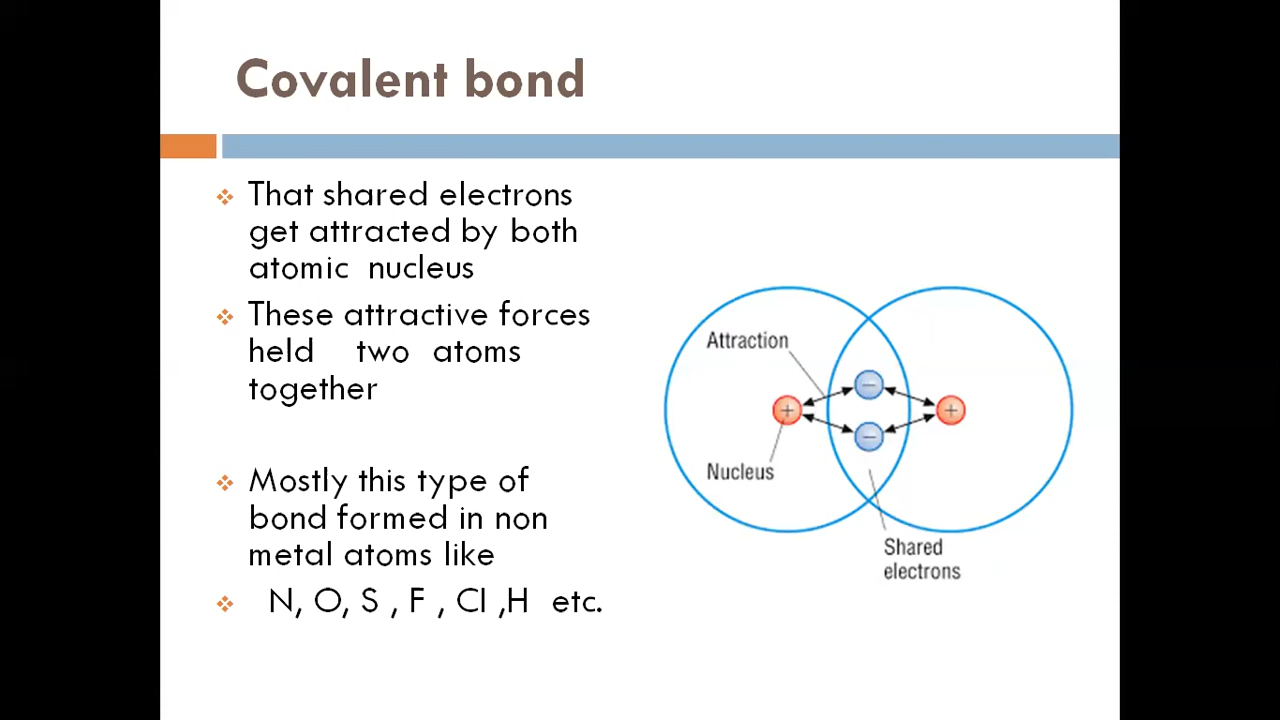 Covalent bond
❖ That shared electrons
get attracted by both
atomic nucleus
❖ These attractive forces
held two atoms
together
❖ Mostly this type of
bond formed in non
metal atoms like
❖ N, O, S , F , Cl ,H etc.
Attraction
−
+
+
−
Nucleus
Shared
electrons